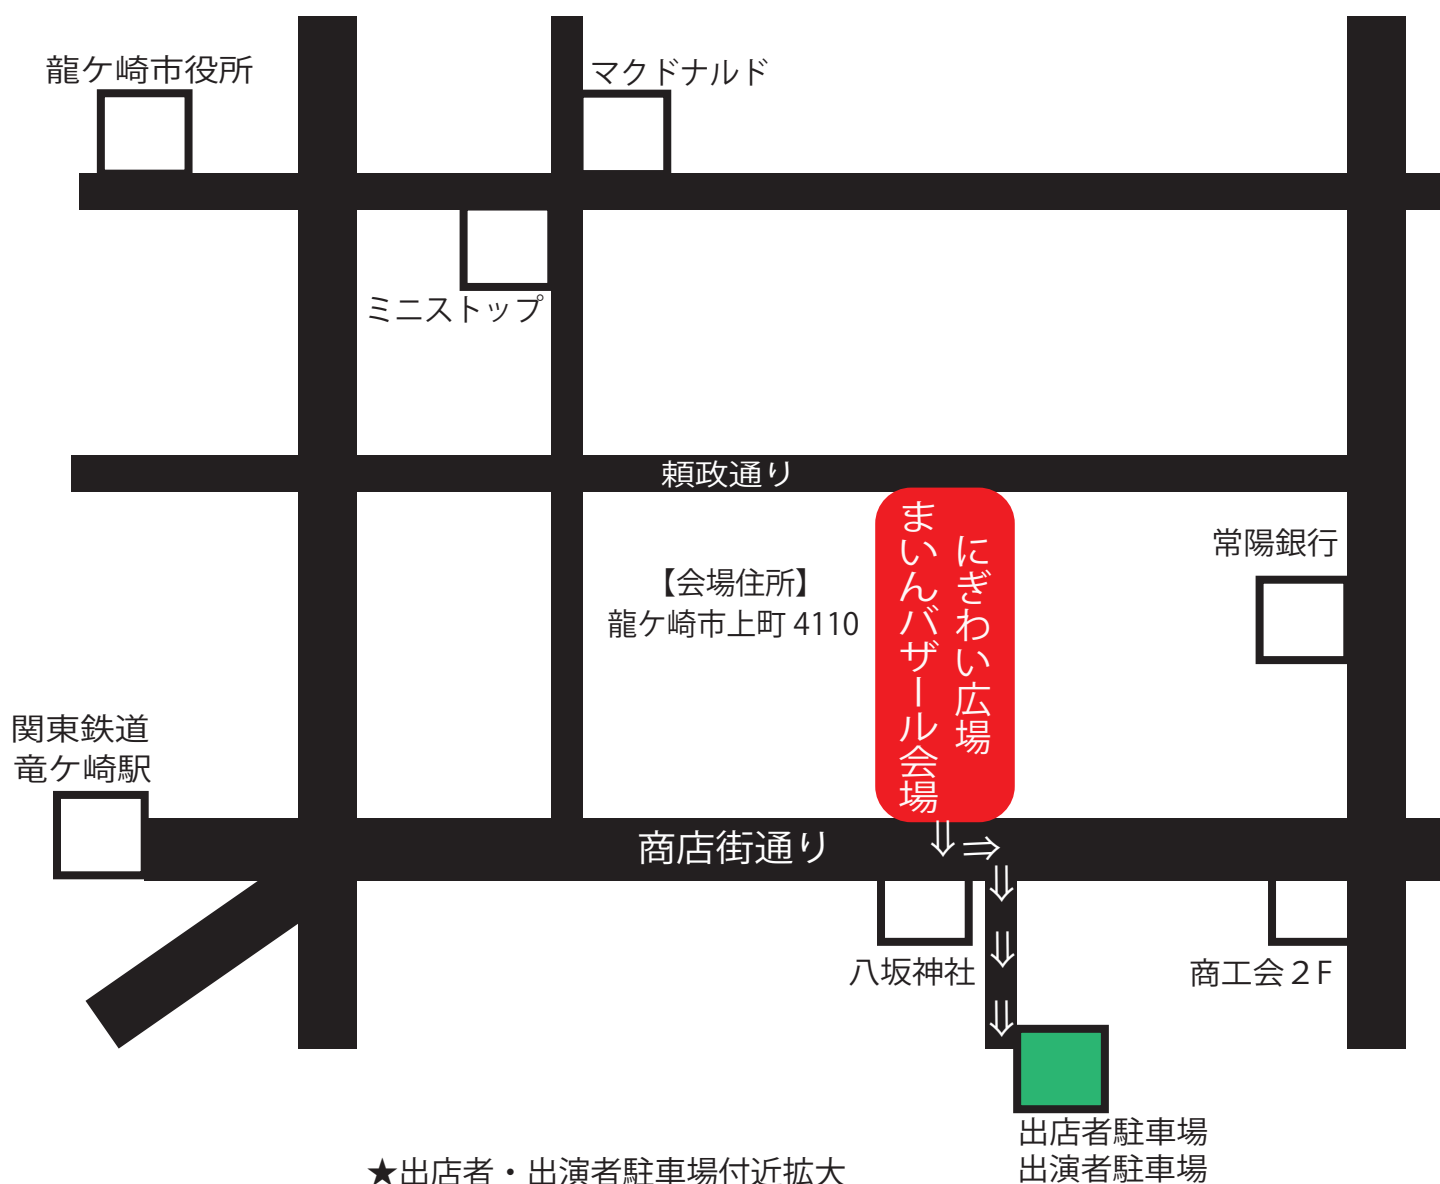 龍ケ崎市役所
マクドナルド
ミニストップ
頼政通り
にぎわい広場
まいんバザール会場
常陽銀行
【会場住所】
龍ケ崎市上町 4110
関東鉄道
竜ケ崎駅
商店街通り
⇓⇒
⇓
⇓
⇓
八坂神社
商工会２F
出店者駐車場
出演者駐車場
★出店者・出演者駐車場付近拡大